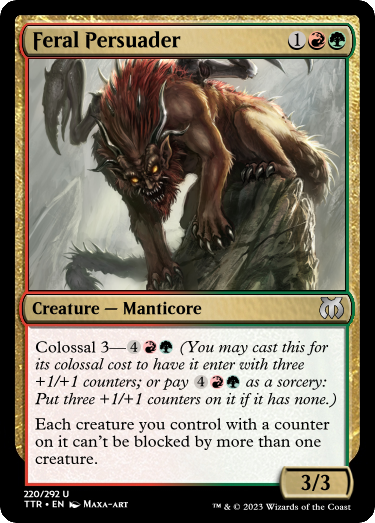 Feral Persuader 1
Creature — Manticore
Colossal 3—4 (You may cast this for
its colossal cost to have it enter with three
+1/+1 counters; or pay 4 as a sorcery:
Put three +1/+1 counters on it if it has none.)
Each creature you control with a counter
on it can't be blocked by more than one
creature.
3/3
220/292 U
TTR • EN Maxa-art
™ & © 2023 Wizards of the Coast